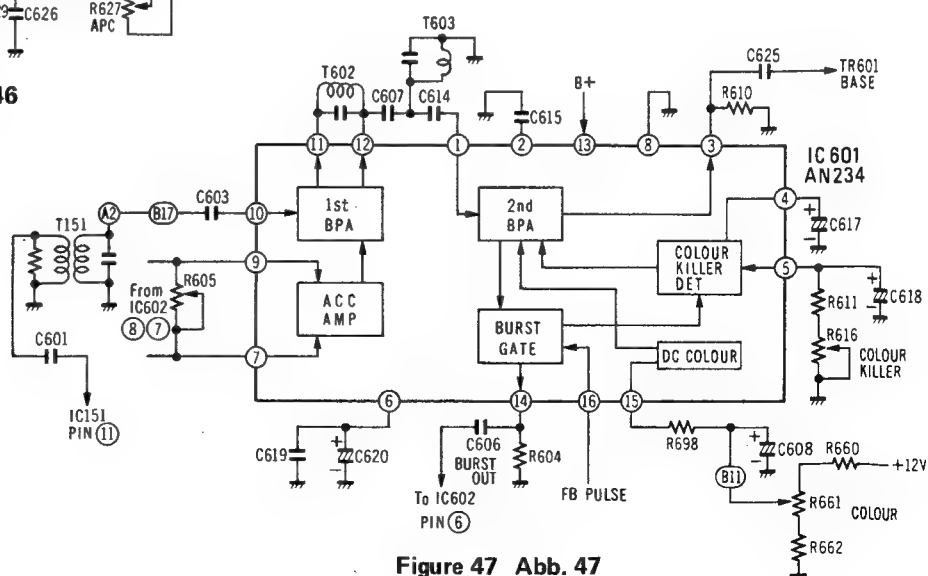 C626
R627
APC
46
T603
T602
C607
C614
C615
B+
C625
TR601
BASE
R610
11
12
1
2
13
8
3
IC601
AN234
A2
B17
C603
10
1st
BPA
2nd
BPA
4
C617
T151
9
R605
From
IC602
8 7
ACC
AMP
COLOUR
KILLER
DET
5
R611
C618
C601
7
BURST
GATE
DC COLOUR
R616
COLOUR
KILLER
IC151
PIN 11
6
14
16
15
C619
C620
C606
BURST
OUT
R604
R698
C608
R660
+12V
B11
To IC602
PIN 6
FB PULSE
R661
COLOUR
R662
Figure 47 Abb. 47